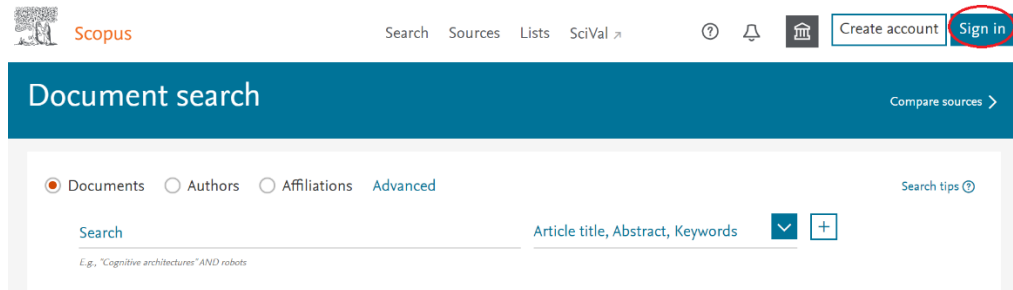 Scopus
Search Sources Lists SciVal ↗
Create account
Sign in
Document search
Compare sources
Documents Authors Affiliations Advanced
Search tips
Search
Article title, Abstract, Keywords
E.g., "Cognitive architectures" AND robots